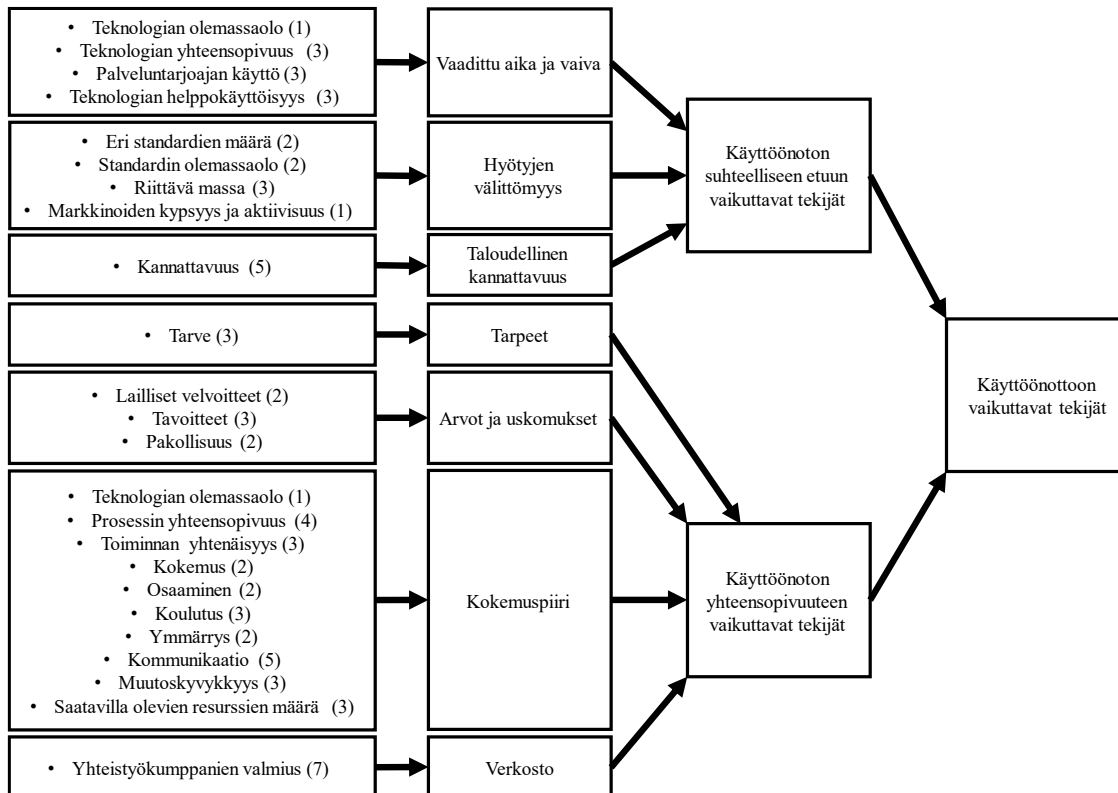 • Teknologian olemassaolo (1)
• Teknologian yhteensopivuus (3)
• Palveluntarjoajan käyttö (3)
• Teknologian helppokäyttöisyys (3)
Vaadittu aika ja vaiva
• Eri standardien määrä (2)
• Standardin olemassaolo (2)
• Riittävä massa (3)
• Markkinoiden kypsyys ja aktiivisuus (1)
Hyötyjen
välittömyys
• Kannattavuus (5)
Taloudellinen
kannattavuus
Käyttöönoton
suhteelliseen etuun
vaikuttavat tekijät
• Tarve (3)
Tarpeet
• Lailliset velvoitteet (2)
• Tavoitteet (3)
• Pakollisuus (2)
Arvot ja uskomukset
• Teknologian olemassaolo (1)
• Prosessin yhteensopivuus (4)
• Toiminnan yhtenäisyys (3)
• Kokemus (2)
• Osaaminen (2)
• Koulutus (3)
• Ymmärrys (2)
• Kommunikaatio (5)
• Muutoskyvykkyys (3)
• Saatavilla olevien resurssien määrä (3)
Kokemuspiiri
• Yhteistyökumppanien valmius (7)
Verkosto
Käyttöönoton
yhteensopivuuteen
vaikuttavat tekijät
Käyttöönottoon
vaikuttavat tekijät